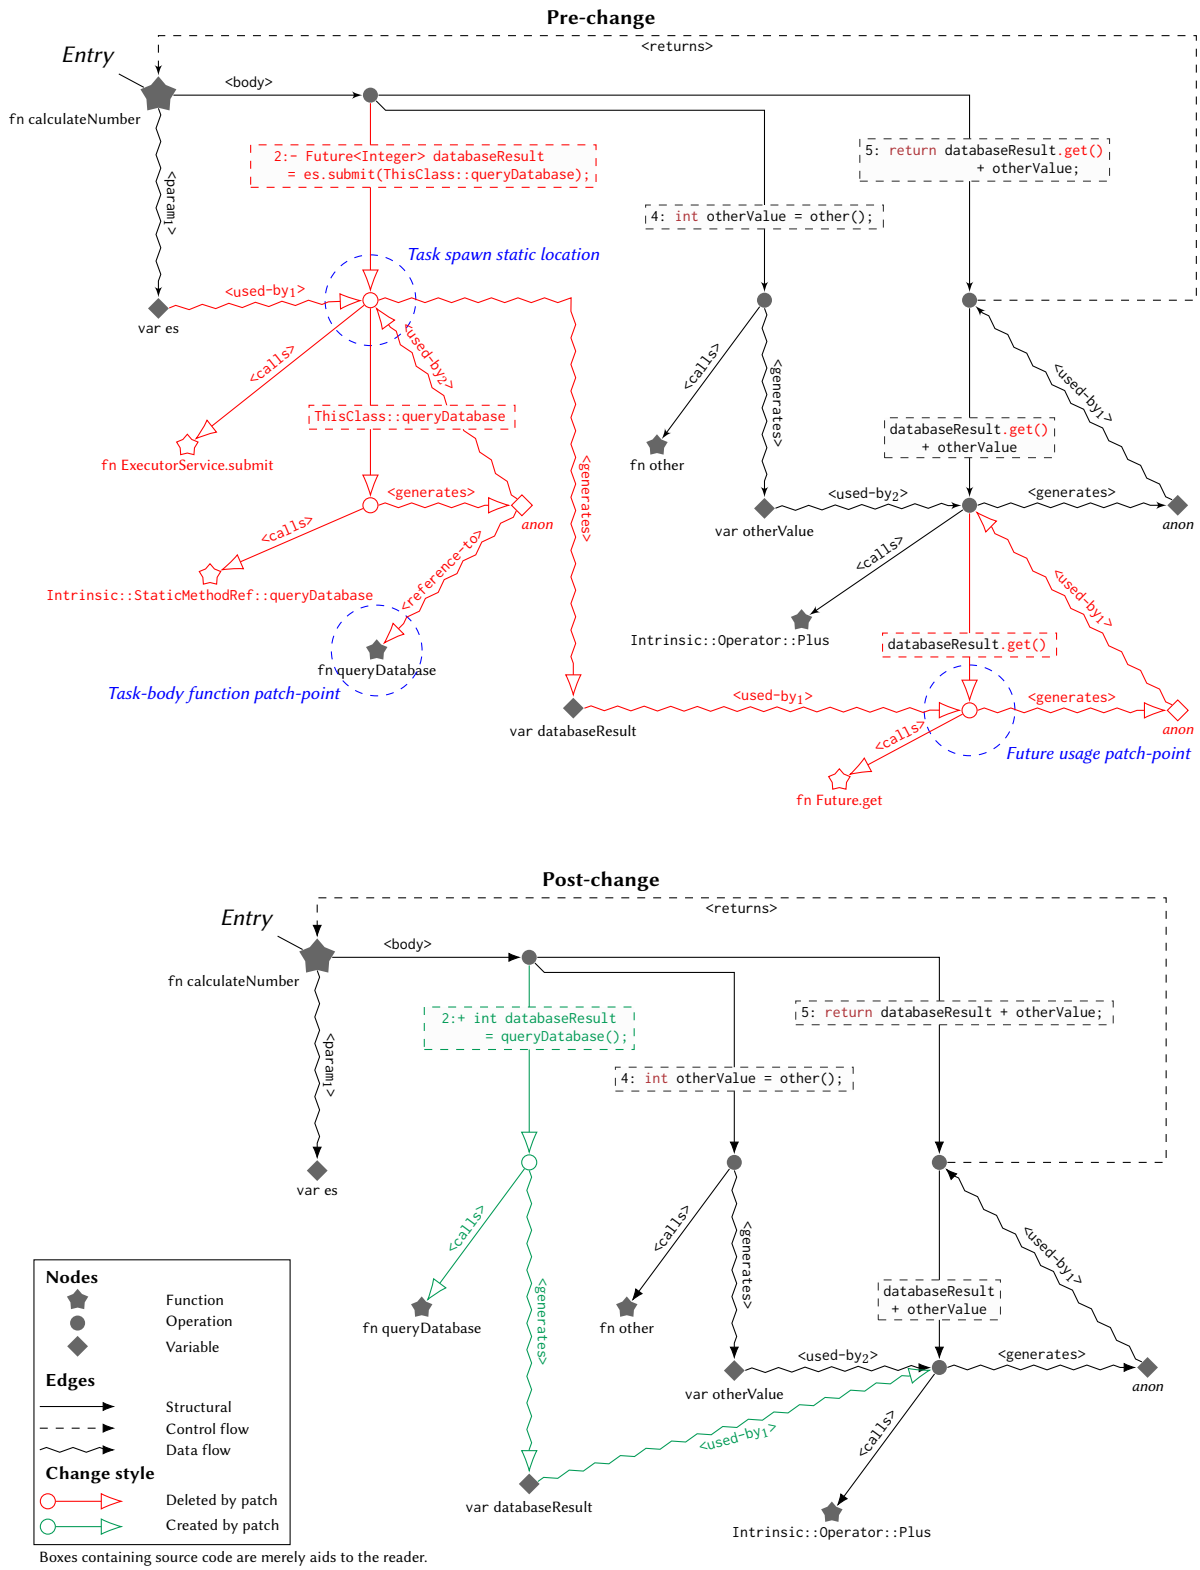 Pre-change
<returns>
Entry
<body>
fn calculateNumber
2:- Future<Integer> databaseResult
= es.submit(ThisClass::queryDatabase);
5: return databaseResult.get()
+ otherValue;
<param1>
4: int otherValue = other();
Task spawn static location
<used-by1>
var es
<calls>
<used-by2>
<calls>
<generates>
<used-by1>
ThisClass::queryDatabase
databaseResult.get()
+ otherValue
fn ExecutorService.submit
fn other
<generates>
<generates>
<used-by2>
<generates>
anon
var otherValue
anon
<calls>
<calls>
<reference-to>
<used-by1>
Intrinsic::StaticMethodRef::queryDatabase
Intrinsic::Operator::Plus
databaseResult.get()
fn queryDatabase
Task-body function patch-point
<used-by1>
<generates>
var databaseResult
<calls>
anon
Future usage patch-point
fn Future.get
Post-change
<returns>
Entry
<body>
fn calculateNumber
2:+ int databaseResult
= queryDatabase();
5: return databaseResult + otherValue;
<param1>
4: int otherValue = other();
var es
<calls>
<calls>
<generates>
<used-by1>
Nodes
Function
Operation
Variable
Edges
Structural
Control flow
Data flow
Change style
Deleted by patch
Created by patch
databaseResult
+ otherValue
fn queryDatabase
<generates>
fn other
<used-by2>
<generates>
var otherValue
anon
<used-by1>
<calls>
var databaseResult
Intrinsic::Operator::Plus
Boxes containing source code are merely aids to the reader.